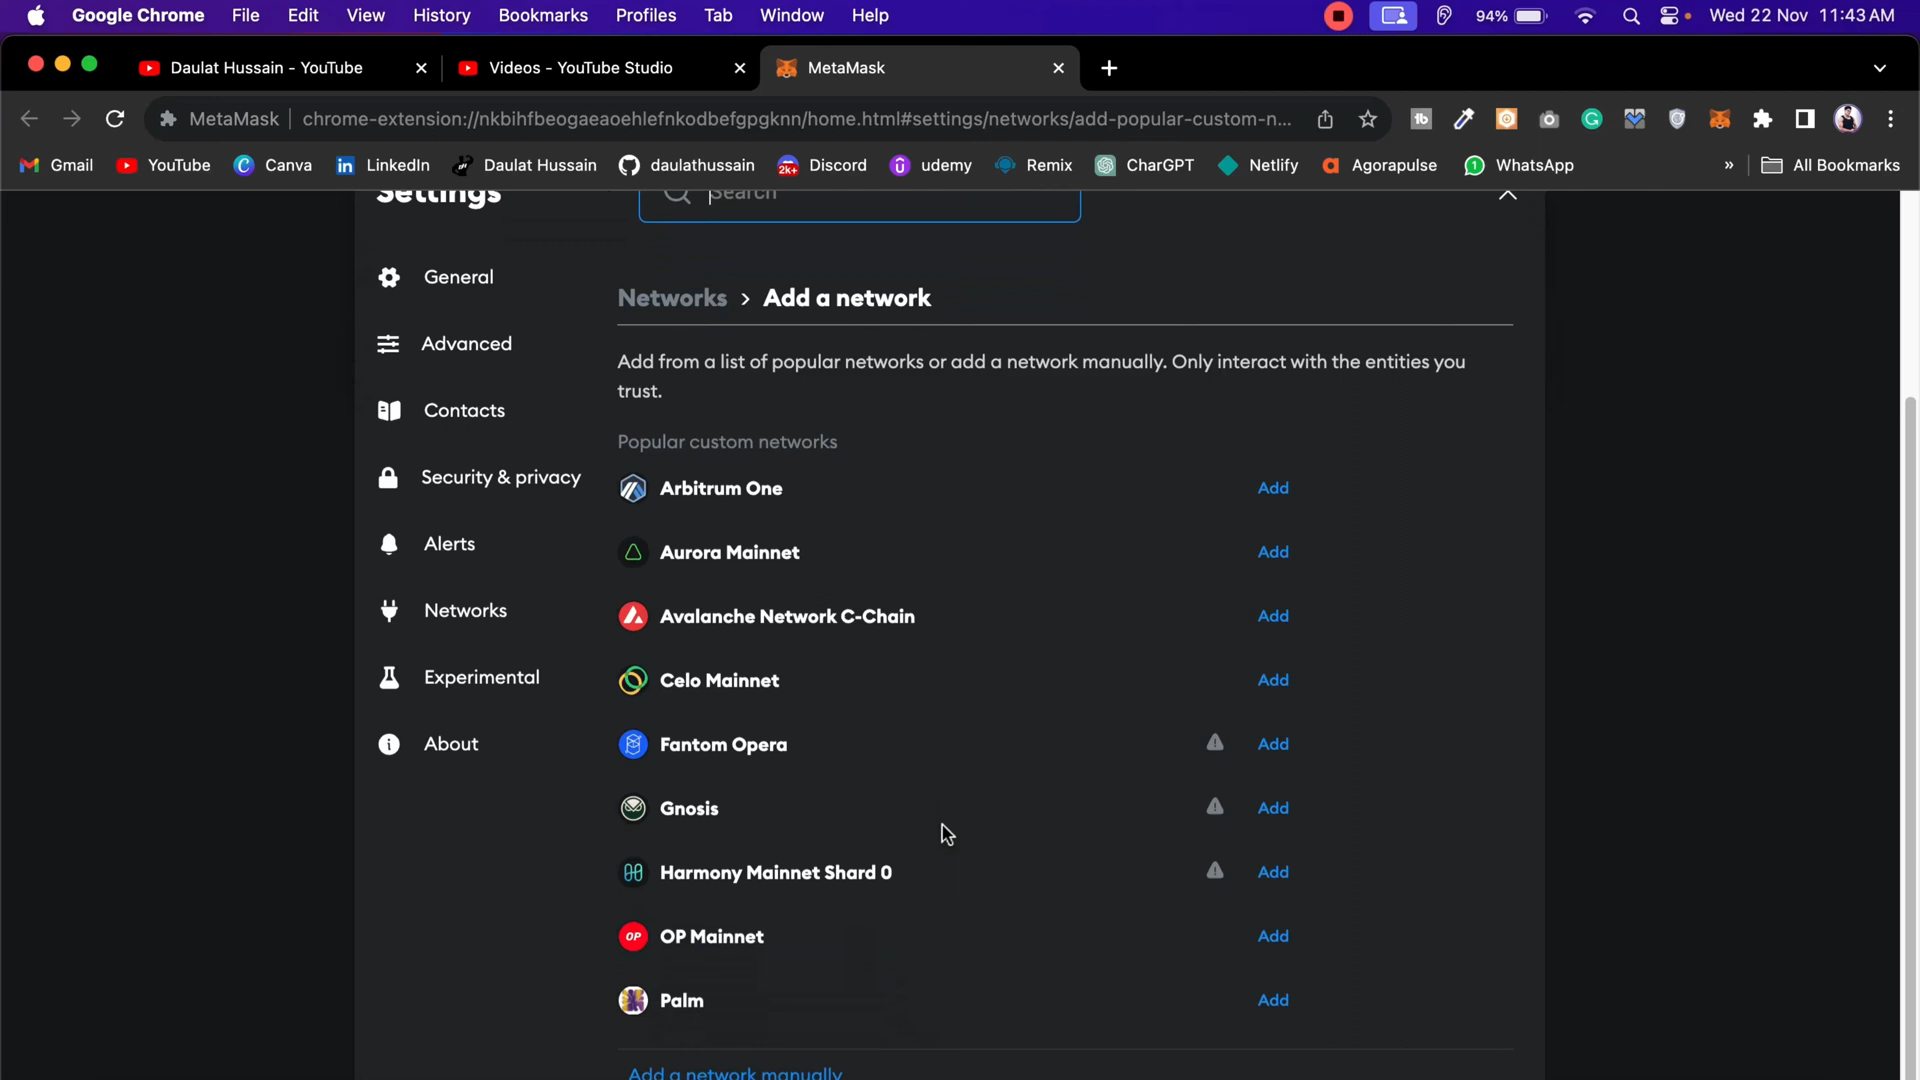 Google Chrome File Edit View History Bookmarks Profiles Tab Window Help 94% Wed 22 Nov 11:43 AM
Daulat Hussain - YouTube Videos - YouTube Studio MetaMask
MetaMask chrome-extension://nkbihfbeogaeaoehlefnkodbefgpgknn/home.html#settings/networks/add-popular-custom-n...
Gmail YouTube Canva LinkedIn Daulat Hussain daulathussain 2k+ Discord udemy Remix CharGPT Netlify Agorapulse 1 WhatsApp » All Bookmarks
Settings Search
General
Advanced
Contacts
Security & privacy
Alerts
Networks
Experimental
About
Networks > Add a network
Add from a list of popular networks or add a network manually. Only interact with the entities you
trust.
Popular custom networks
Arbitrum One Add
Aurora Mainnet Add
Avalanche Network C-Chain Add
Celo Mainnet Add
Fantom Opera Add
Gnosis Add
Harmony Mainnet Shard 0 Add
OP OP Mainnet Add
Palm Add
Add a network manually